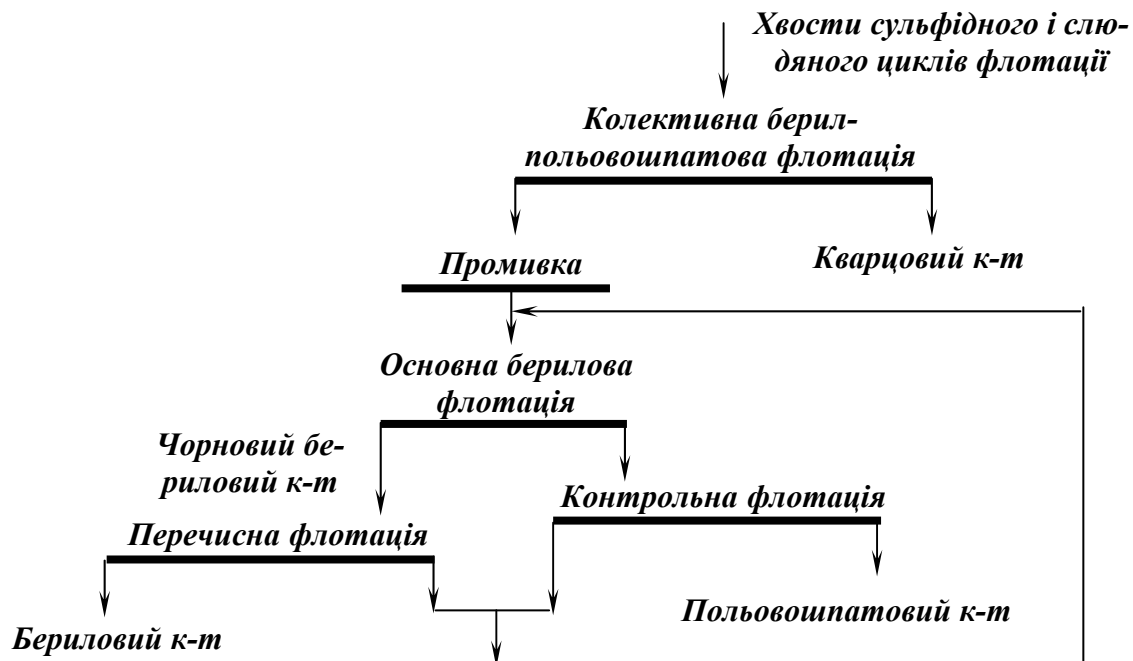 Хвости сульфідного і слю-
дяного циклів флотації
Колективна берил-
польовошпатова флотація
Промивка
Кварцовий к-т
Основна берилова
флотація
Чорновий бе-
риловий к-т
Контрольна флотація
Перечисна флотація
Польовошпатовий к-т
Бериловий к-т